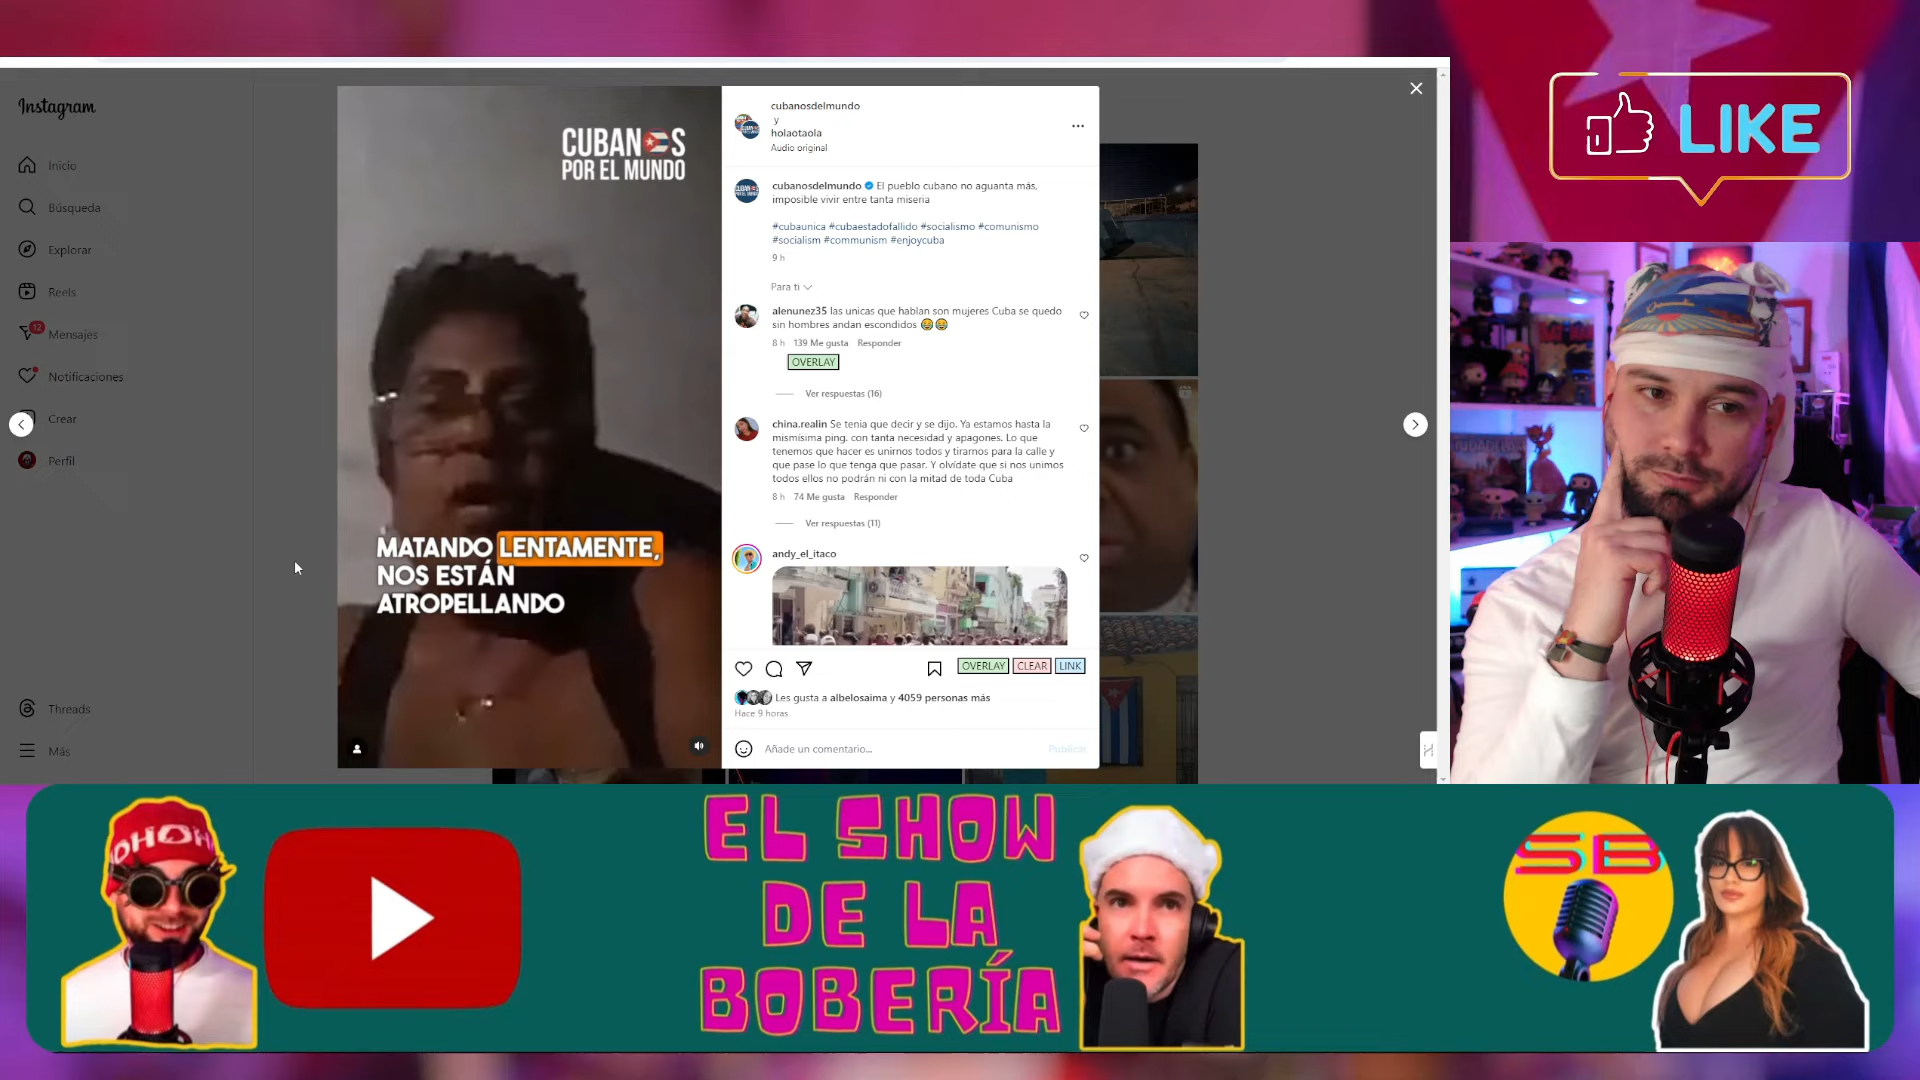 Instagram
Inicio
Búsqueda
Explorar
Reels
12
Mensajes
Notificaciones
Crear
Perfil
Threads
Más
CUBANOS
POR EL MUNDO
MATANDO LENTAMENTE,
NOS ESTÁN
ATROPELLANDO
cubanosdelmundo
y
holaotaola
Audio original
cubanosdelmundo El pueblo cubano no aguanta más,
imposible vivir entre tanta miseria
#cubaunica #cubaestadofallido #socialismo #comunismo
#socialism #communism #enjoycuba
9 h
Para ti
alenunez35 las unicas que hablan son mujeres Cuba se quedo
sin hombres andan escondidos 😂😂
8 h 139 Me gusta Responder
OVERLAY
Ver respuestas (16)
china.realin Se tenia que decir y se dijo. Ya estamos hasta la
mismísima ping. con tanta necesidad y apagones. Lo que
tenemos que hacer es unirnos todos y tirarnos para la calle y
que pase lo que tenga que pasar. Y olvídate que si nos unimos
todos ellos no podrán ni con la mitad de toda Cuba
8 h 74 Me gusta Responder
Ver respuestas (11)
andy_el_itaco
OVERLAY CLEAR LINK
Les gusta a albelosaima y 4059 personas más
Hace 9 horas
Añade un comentario...
Publicar
LIKE
EL SHOW
DE LA
BOBERÍA
SB